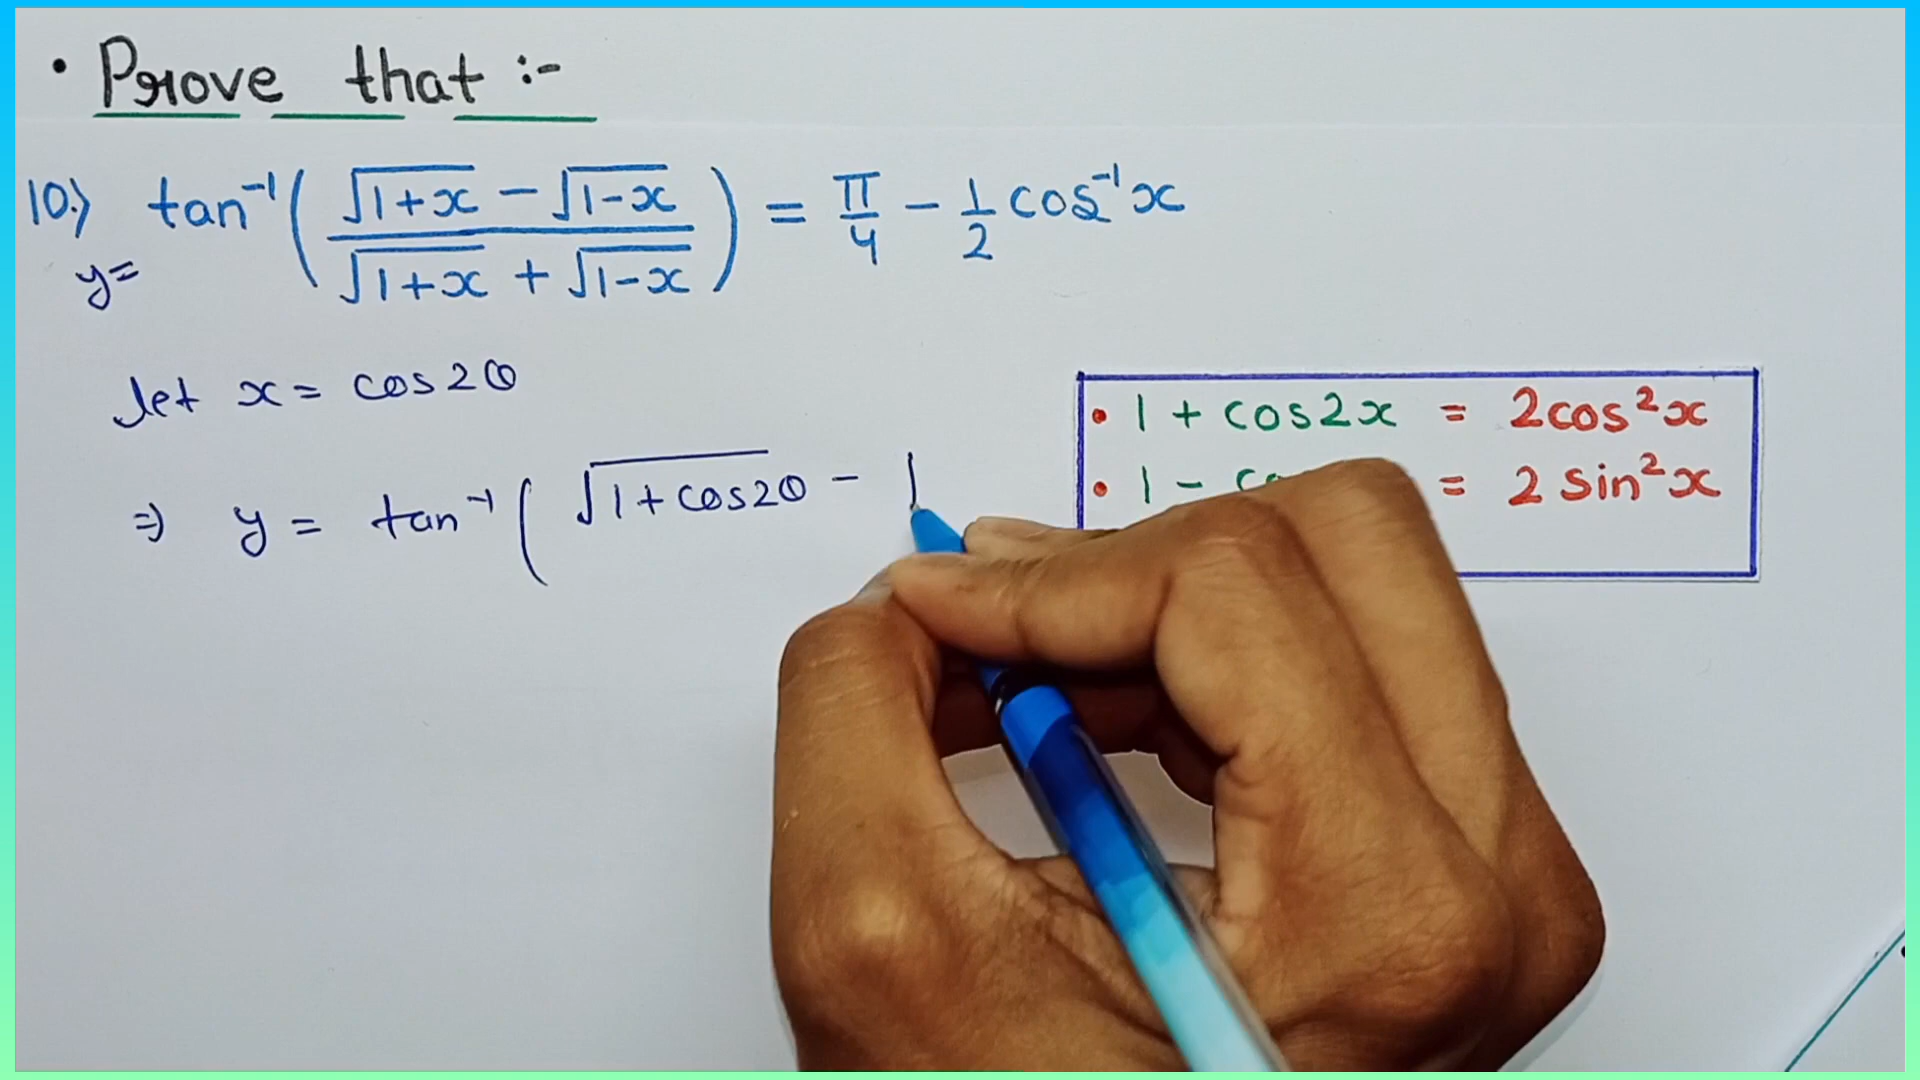 • Prove that :-
10.) tan⁻¹( (√1+x − √1−x) / (√1+x + √1−x) ) = π/4 − 1/2 cos⁻¹x
y=
let x = cos2θ
⇒ y = tan⁻¹( √1+cos2θ − 1
• 1 + cos2x = 2cos²x
• 1 − = 2 sin²x